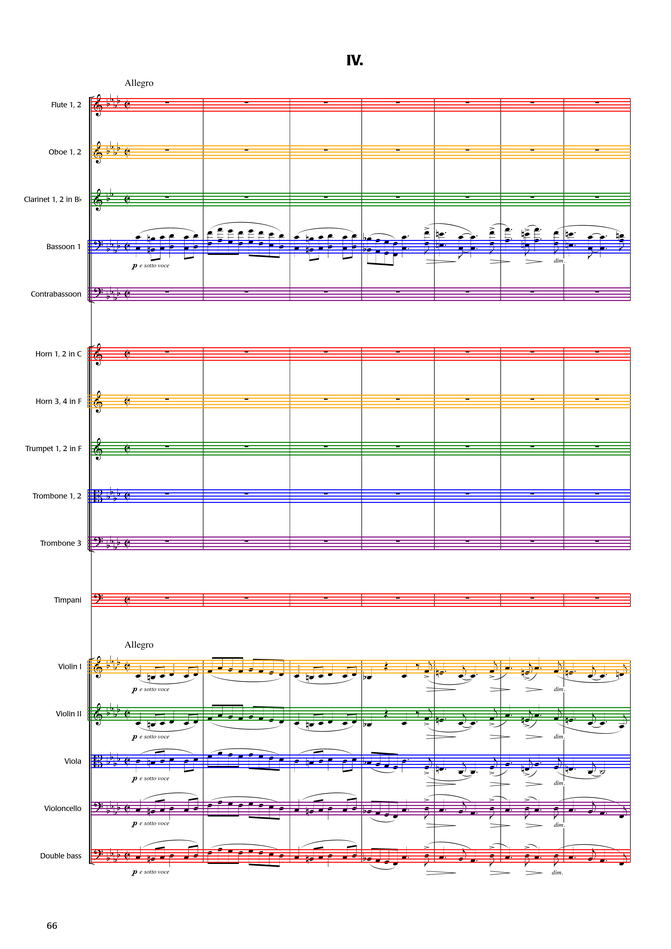 IV.
Allegro
Flute 1, 2
Oboe 1, 2
Clarinet 1, 2 in B♭
Bassoon 1
p e sotto voce
dim.
Contrabassoon
Horn 1, 2 in C
Horn 3, 4 in F
Trumpet 1, 2 in F
Trombone 1, 2
Trombone 3
Timpani
Allegro
Violin I
p e sotto voce
dim.
Violin II
p e sotto voce
dim.
Viola
p e sotto voce
dim.
Violoncello
p e sotto voce
dim.
Double bass
p e sotto voce
dim.
66